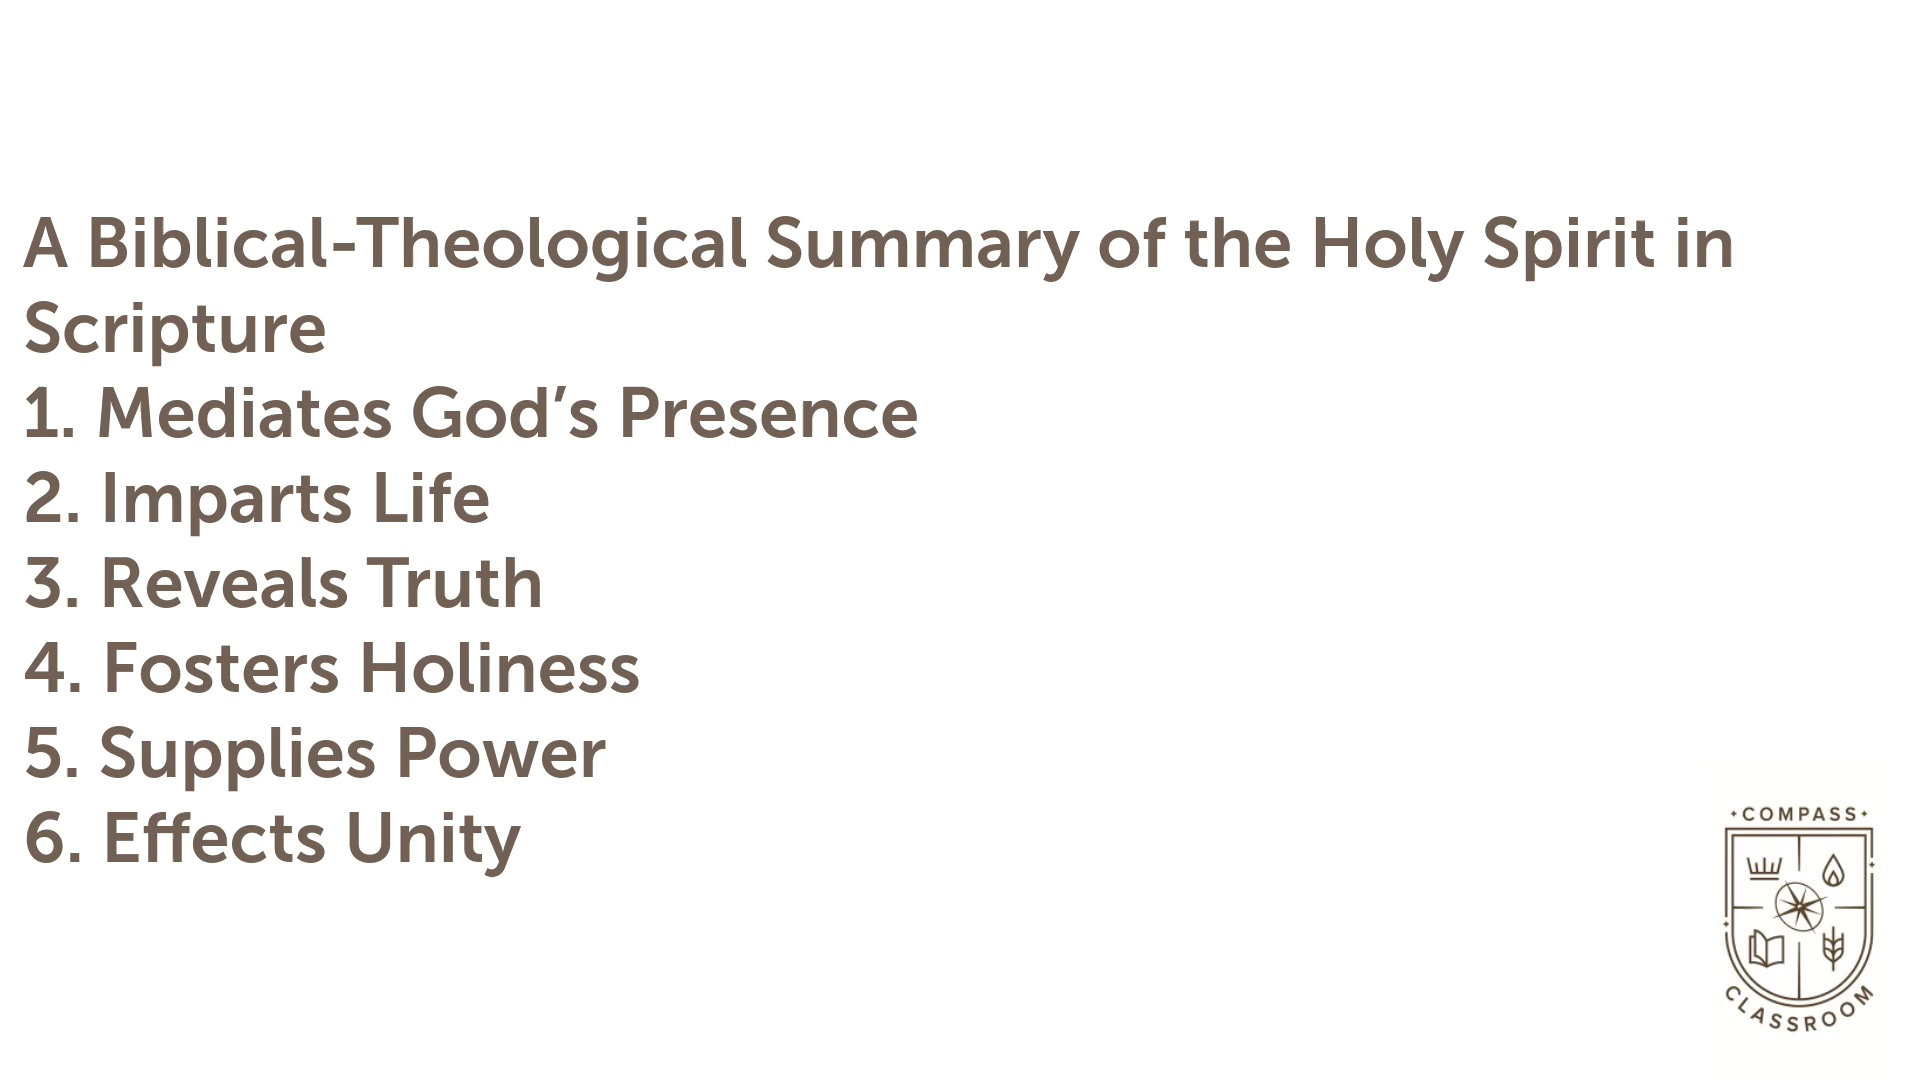 A Biblical-Theological Summary of the Holy Spirit in
Scripture
1. Mediates God’s Presence
2. Imparts Life
3. Reveals Truth
4. Fosters Holiness
5. Supplies Power
6. Effects Unity
COMPASS
CLASSROOM